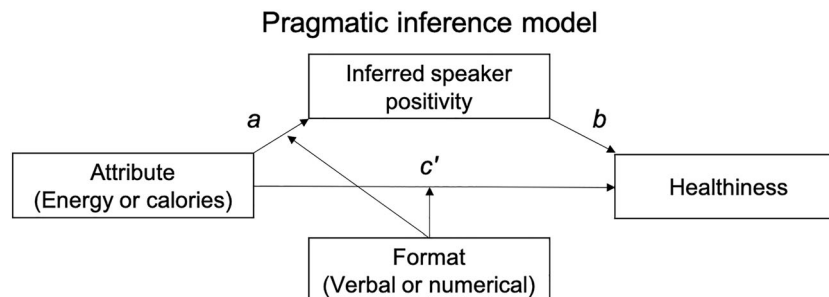 Pragmatic inference model
Inferred speaker
positivity
a
b
Attribute
(Energy or calories)
c'
Healthiness
Format
(Verbal or numerical)